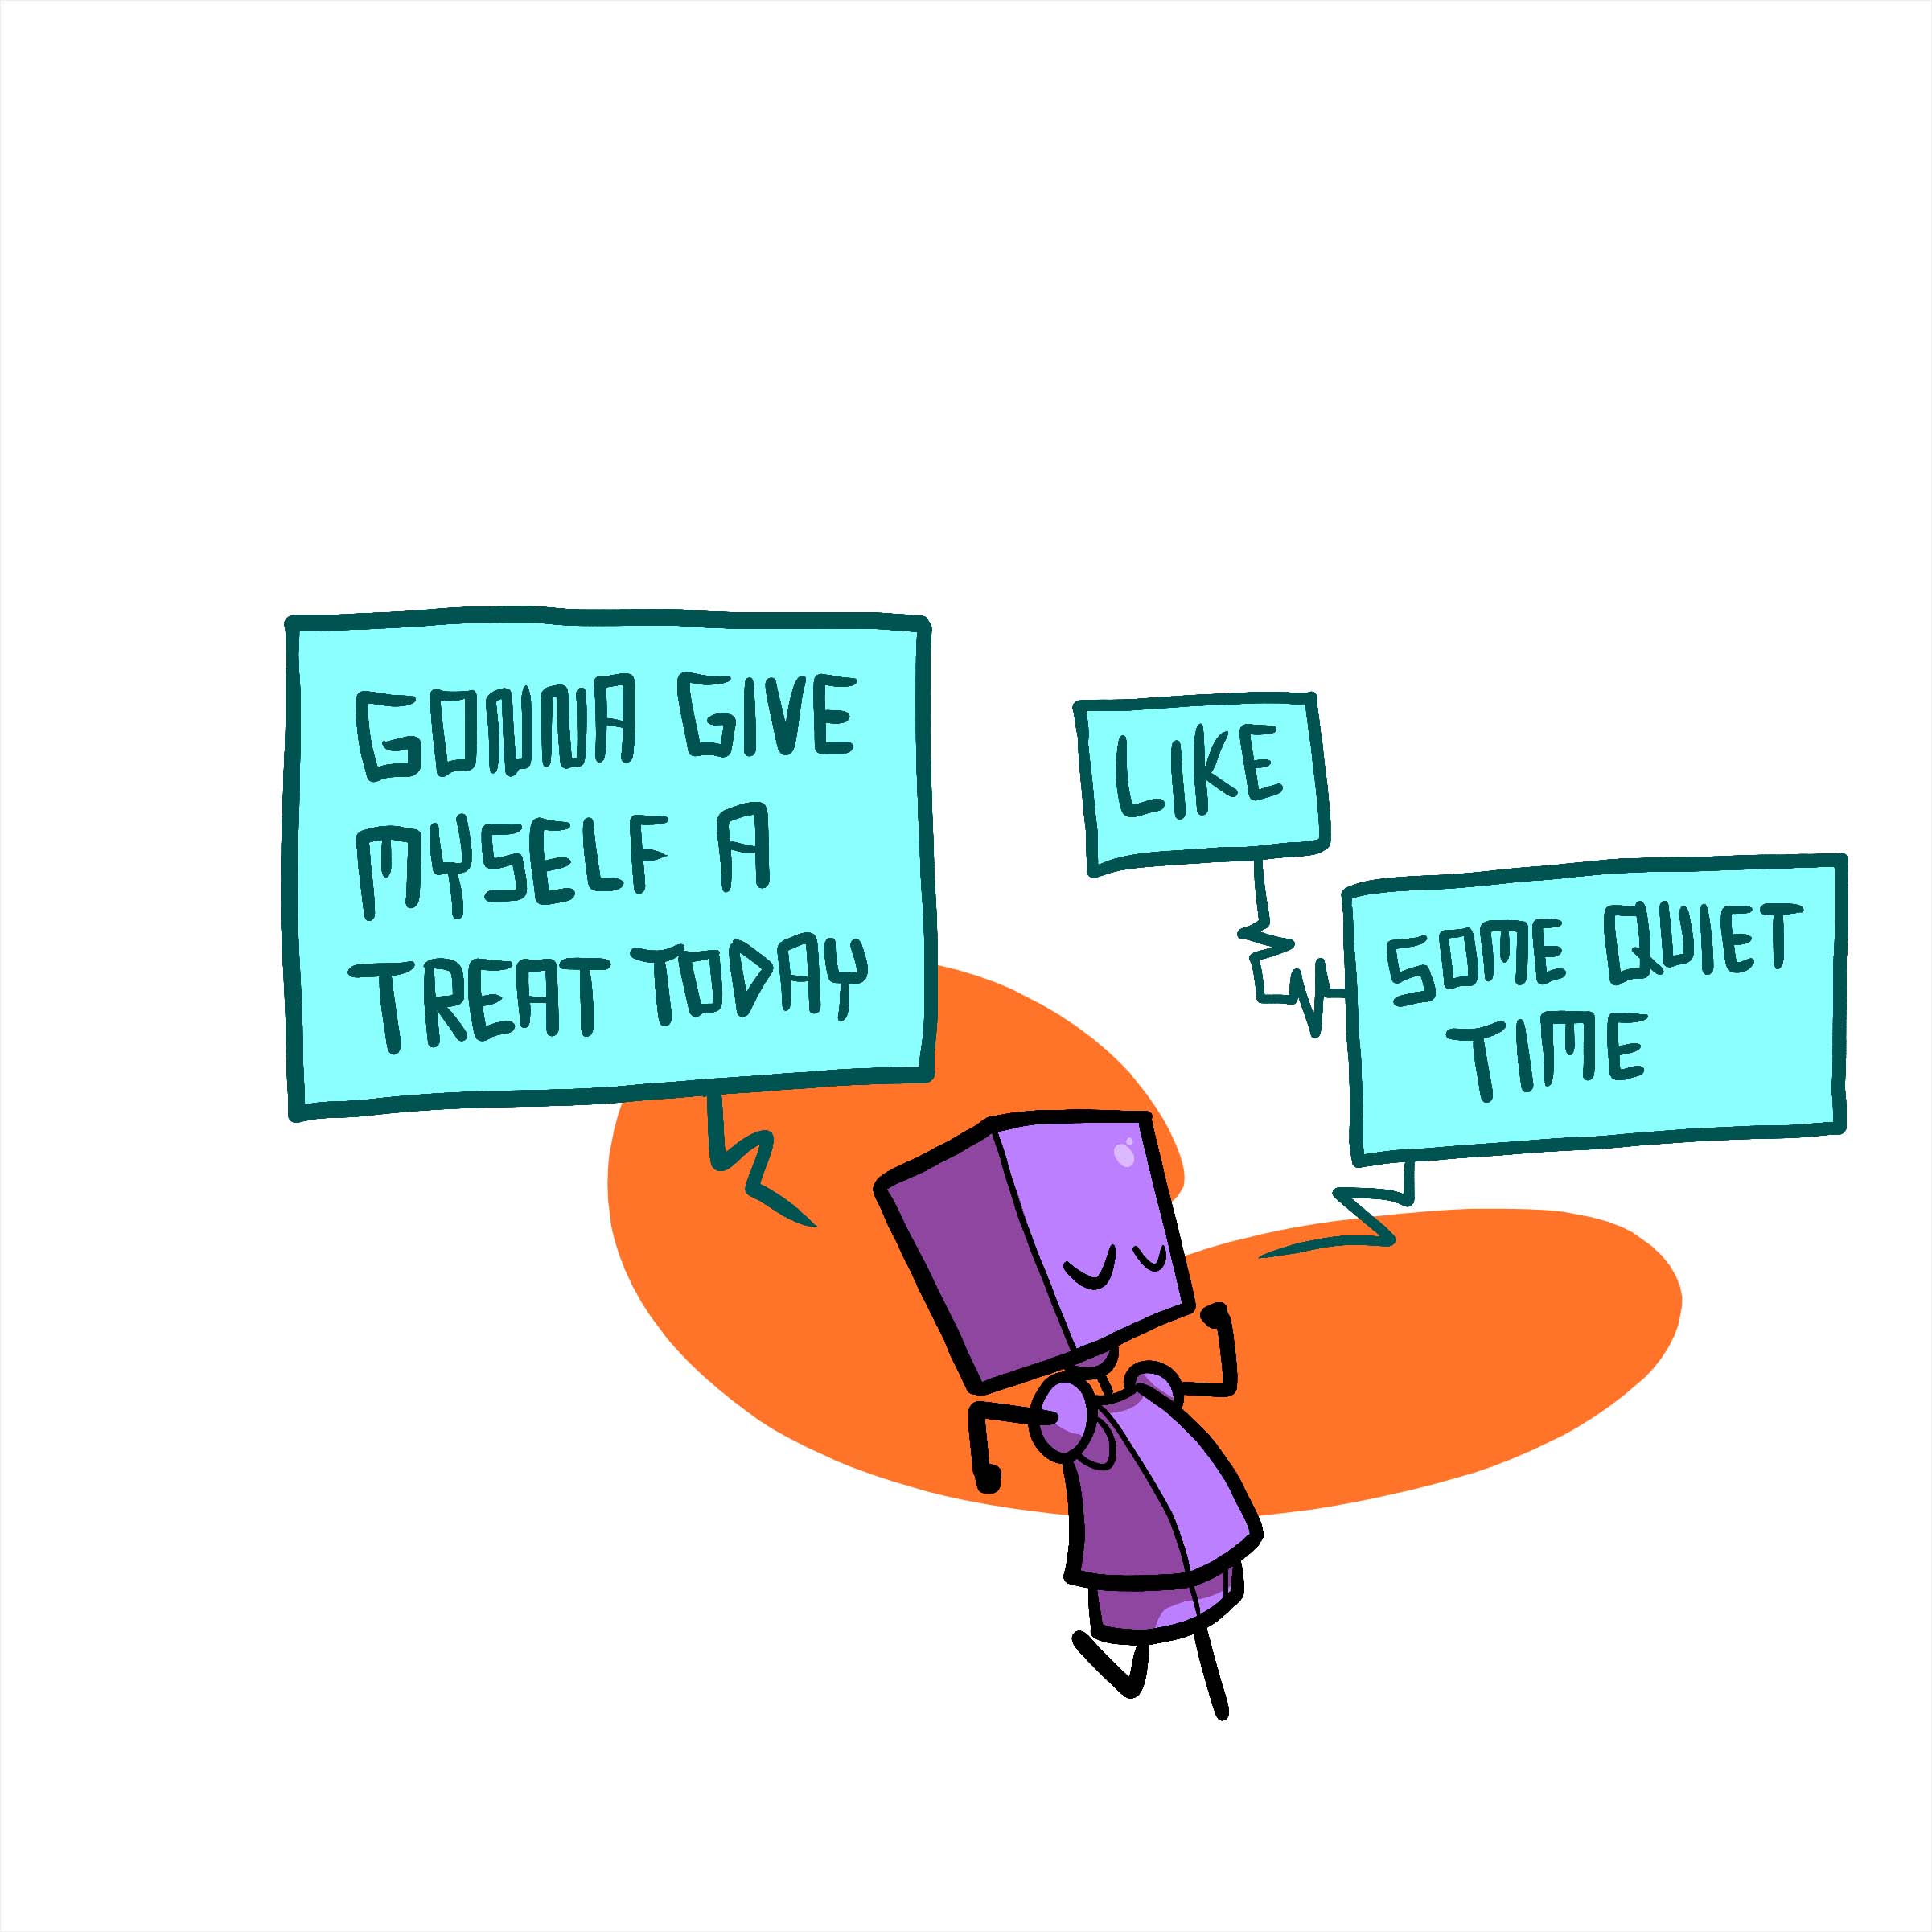 GONNA GIVE
MYSELF A
TREAT TODAY
LIKE
SOME QUIET
TIME